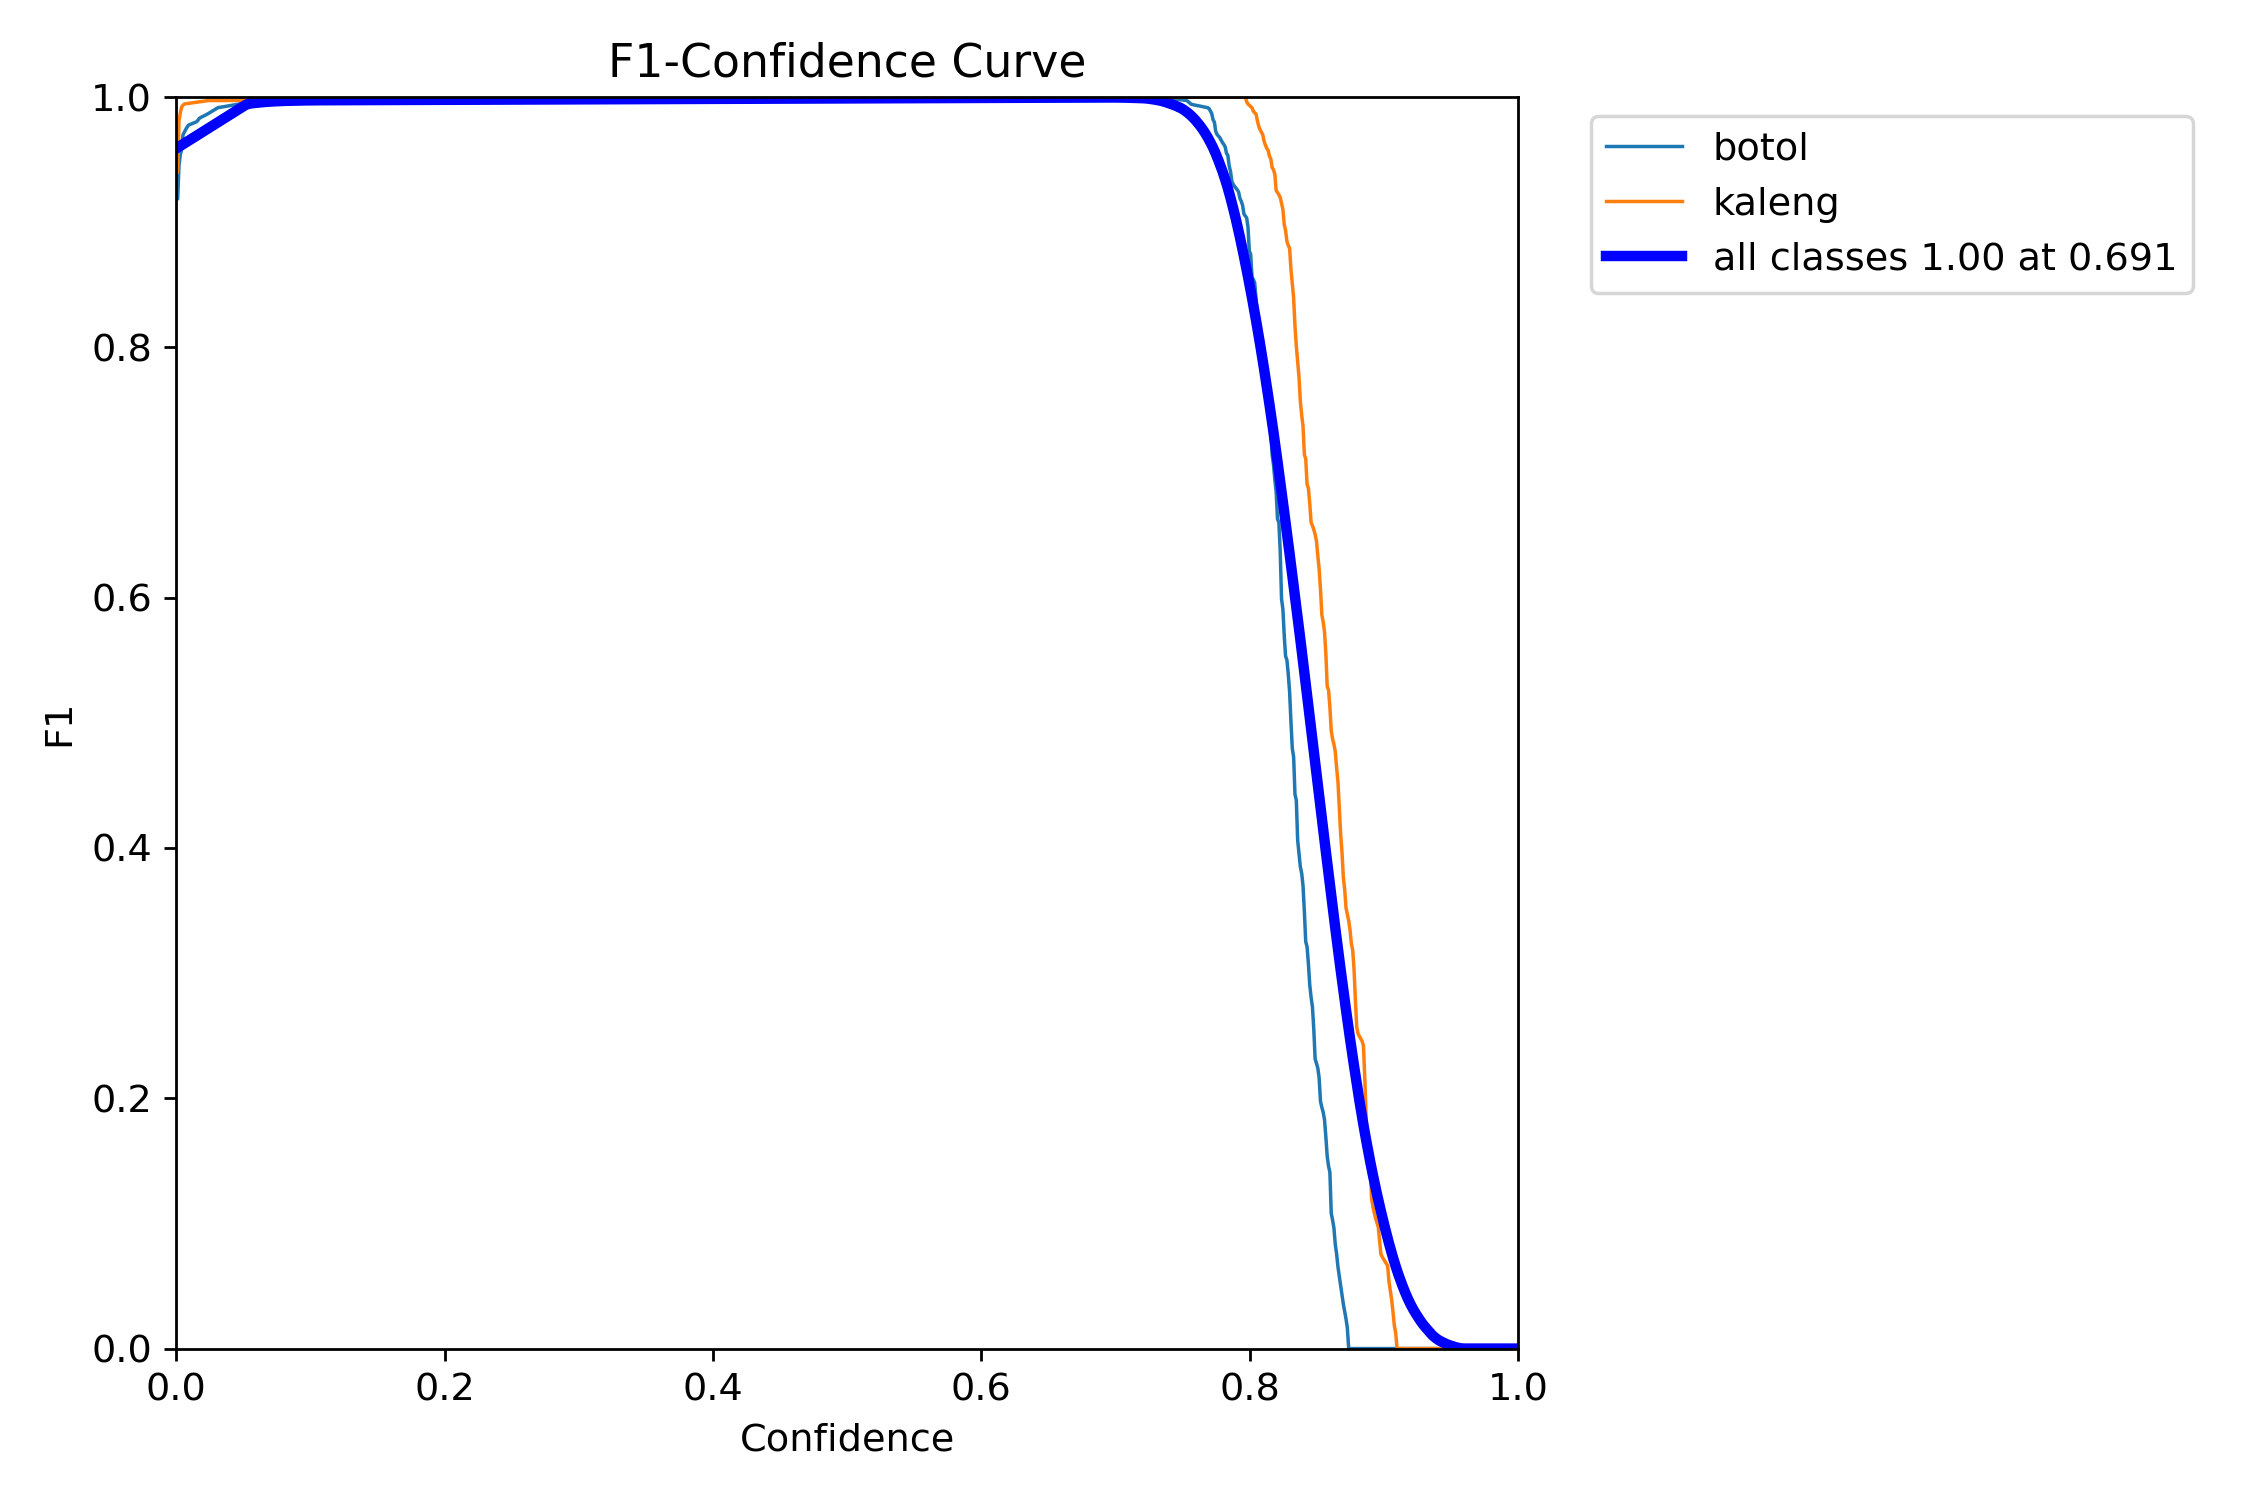 F1-Confidence Curve
botol
kaleng
all classes 1.00 at 0.691
F1
1.0
0.8
0.6
0.4
0.2
0.0
0.0 0.2 0.4 0.6 0.8 1.0
Confidence